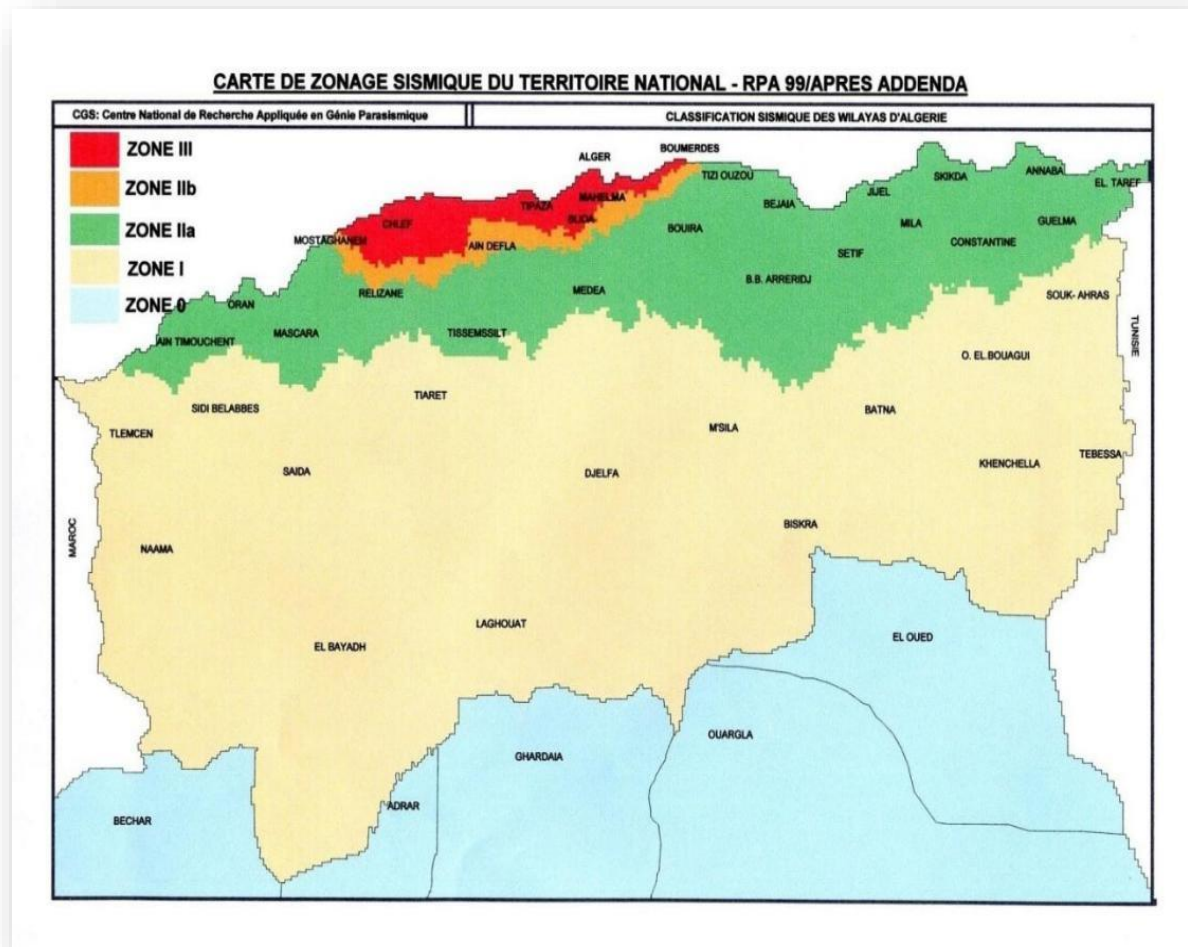 CARTE DE ZONAGE SISMIQUE DU TERRITOIRE NATIONAL - RPA 99/APRES ADDENDA
CGS: Centre National de Recherche Appliquée en Génie Parasismique
CLASSIFICATION SISMIQUE DES WILAYAS D'ALGERIE
ZONE III
ZONE IIb
ZONE IIa
ZONE I
ZONE 0
BOUMERDES
ALGER
TIZI OUZOU
SKIDA
ANNABA
EL TAREF
JIJEL
BEJAIA
MAHELMA
TIPAZA
BLIDA
CHLEF
MOSTAGHANEM
AIN DEFLA
BOUIRA
MILA
GUELMA
CONSTANTINE
SETIF
B.B. ARRERIDJ
MEDEA
RELIZANE
ORAN
MASCARA
AIN TIMOUCHENT
TISSEMSSILT
SOUK- AHRAS
TUNISIE
O. EL.BOUAGUI
TIARET
SIDI BELABBES
TLEMCEN
BATNA
M'SILA
SAIDA
DJELFA
KHENCHELLA
TEBESSA
BISKRA
MAROC
NAAMA
LAGHOUAT
EL BAYADH
EL OUED
OUARGLA
GHARDAIA
ADRAR
BECHAR